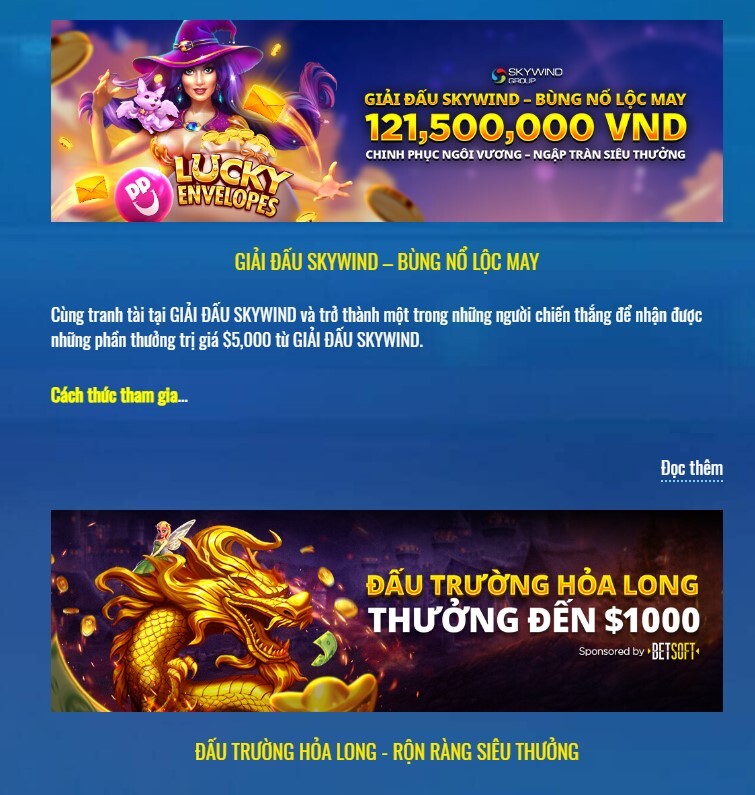 SKYWIND
GROUP
GIẢI ĐẤU SKYWIND – BÙNG NỔ LỘC MAY
121,500,000 VND
CHINH PHỤC NGÔI VƯƠNG – NGẬP TRÀN SIÊU THƯỞNG
LUCKY
ENVELOPES
GIẢI ĐẤU SKYWIND – BÙNG NỔ LỘC MAY
Cùng tranh tài tại GIẢI ĐẤU SKYWIND và trở thành một trong những người chiến thắng để nhận được
những phần thưởng trị giá $5,000 từ GIẢI ĐẤU SKYWIND.
Cách thức tham gia...
Đọc thêm
ĐẤU TRƯỜNG HỎA LONG
THƯỞNG ĐẾN $1000
Sponsored by BETSOFT
ĐẤU TRƯỜNG HỎA LONG - RỘN RÀNG SIÊU THƯỞNG